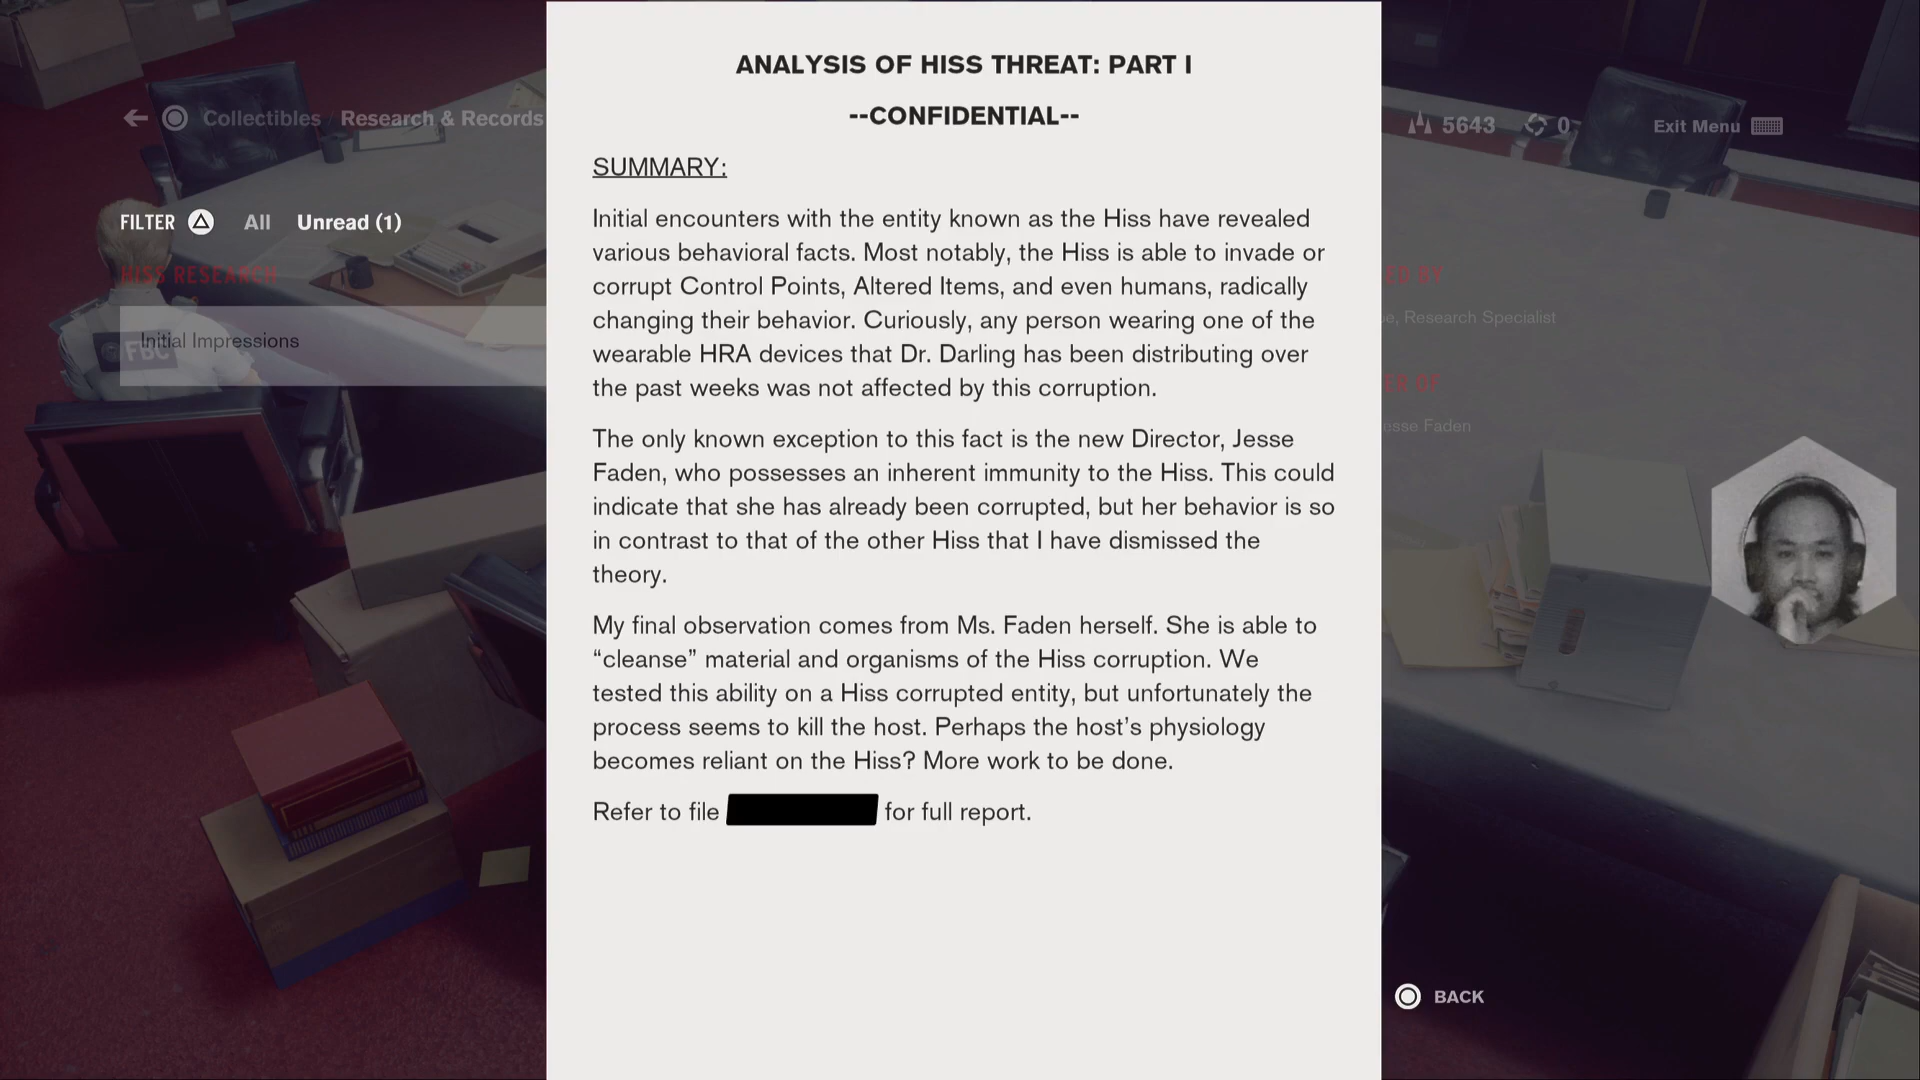 ANALYSIS OF HISS THREAT: PART I
--CONFIDENTIAL--
Collectibles / Research & Records
5643
0
Exit Menu
SUMMARY:
FILTER All Unread (1)
HISS RESEARCH
Initial Impressions
FBC
Initial encounters with the entity known as the Hiss have revealed
various behavioral facts. Most notably, the Hiss is able to invade or
corrupt Control Points, Altered Items, and even humans, radically
changing their behavior. Curiously, any person wearing one of the
wearable HRA devices that Dr. Darling has been distributing over
the past weeks was not affected by this corruption.
The only known exception to this fact is the new Director, Jesse
Faden, who possesses an inherent immunity to the Hiss. This could
indicate that she has already been corrupted, but her behavior is so
in contrast to that of the other Hiss that I have dismissed the
theory.
My final observation comes from Ms. Faden herself. She is able to
“cleanse” material and organisms of the Hiss corruption. We
tested this ability on a Hiss corrupted entity, but unfortunately the
process seems to kill the host. Perhaps the host’s physiology
becomes reliant on the Hiss? More work to be done.
Refer to file for full report.
ED BY
e, Research Specialist
ER OF
esse Faden
BACK